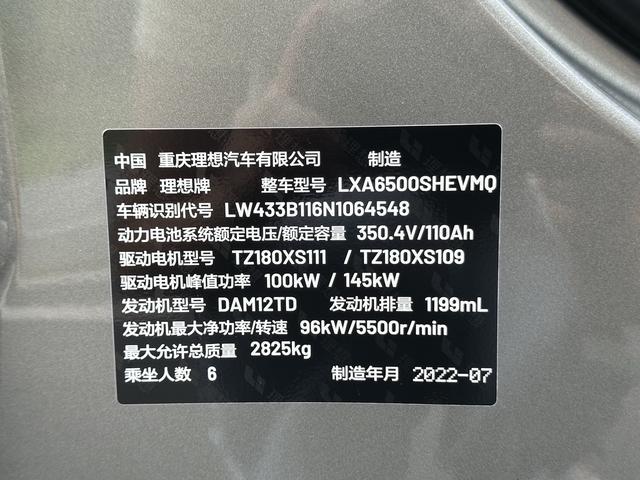 中国 重庆理想汽车有限公司 制造
品牌 理想牌 整车型号 LXA6500SHEVMQ
车辆识别代号 LW433B116N1064548
动力电池系统额定电压/额定容量 350.4V/110Ah
驱动电机型号 TZ180XS111 / TZ180XS109
驱动电机峰值功率 100kW / 145kW
发动机型号 DAM12TD 发动机排量 1199mL
发动机最大净功率/转速 96kW/5500r/min
最大允许总质量 2825kg
乘坐人数 6 制造年月 2022-07